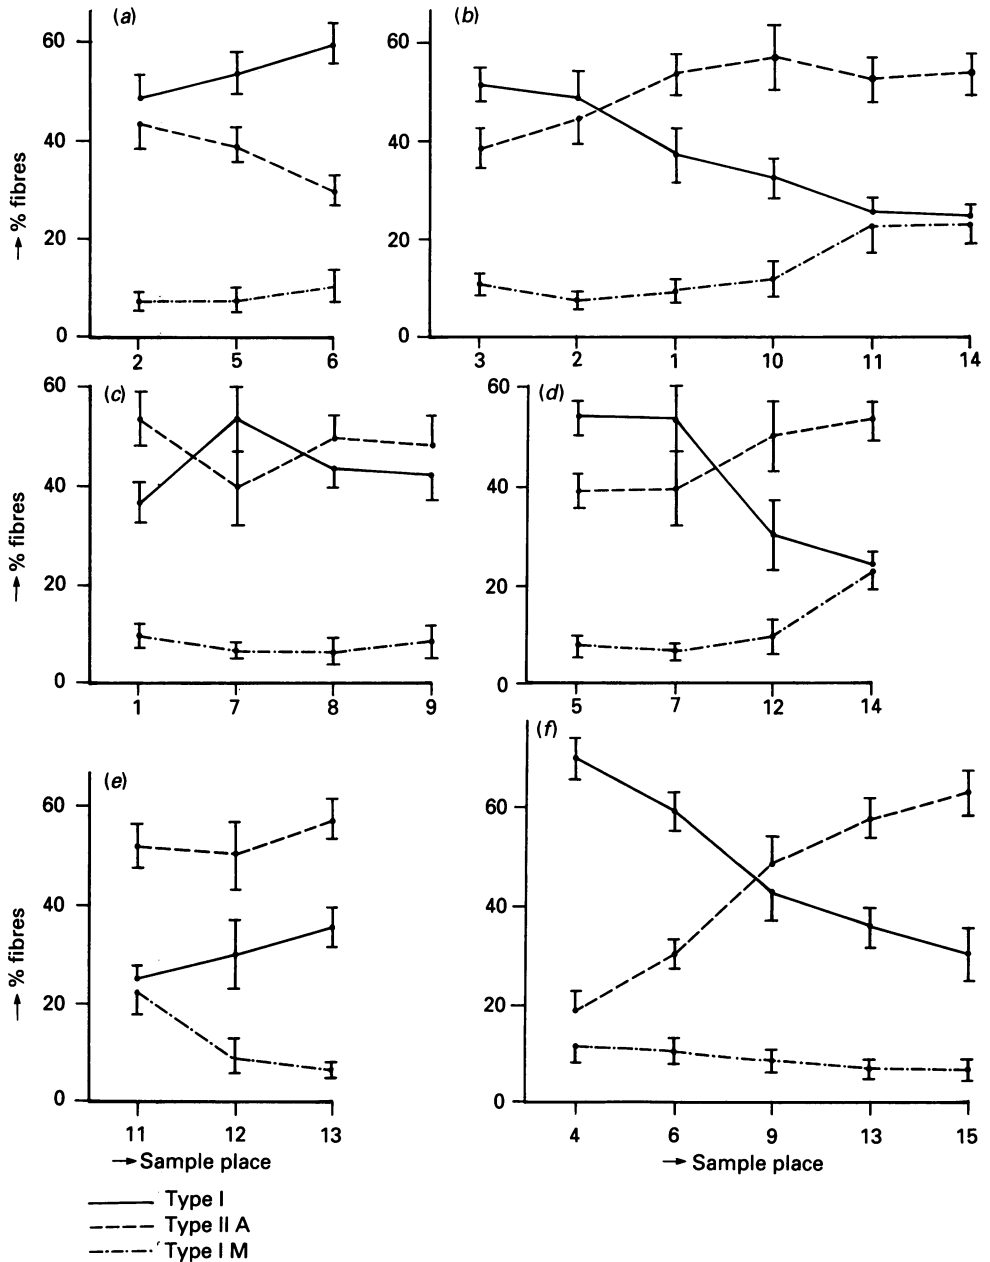 (a)
60
40
20
0
→ % fibres
2 5 6
(b)
60
40
20
0
3 2 1 10 11 14
(c)
60
40
20
0
→ % fibres
1 7 8 9
(d)
60
40
20
0
5 7 12 14
(e)
60
40
20
0
→ % fibres
11 12 13
→ Sample place
(f)
60
40
20
0
4 6 9 13 15
→ Sample place
Type I
Type II A
Type I M